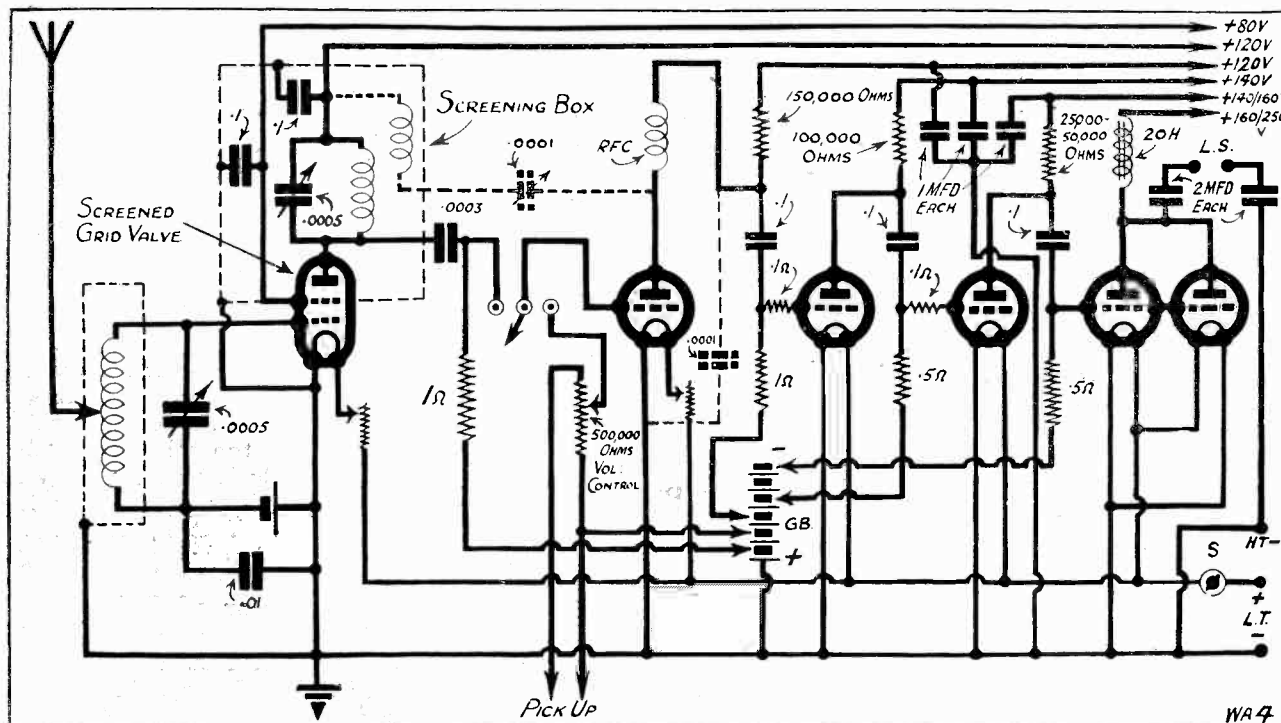 +80V
+120V
+120V
+140V
+140/160
+160/250
SCREENING BOX
.1
.1
.0005
SCREENED
GRID VALVE
.0001
.0003
RFC
150,000 OHMS
100,000
OHMS
1 MFD
EACH
25000-
50,000
OHMS
20H
L.S.
2 MFD
EACH
.1
.1
.1
.1Ω
.1Ω
.0005
1Ω
500,000
OHMS
VOL.
CONTROL
.0001
1Ω
.5Ω
.5Ω
-
GB.
+
HT-
S
+
L.T.
-
.01
PICK UP
WA4